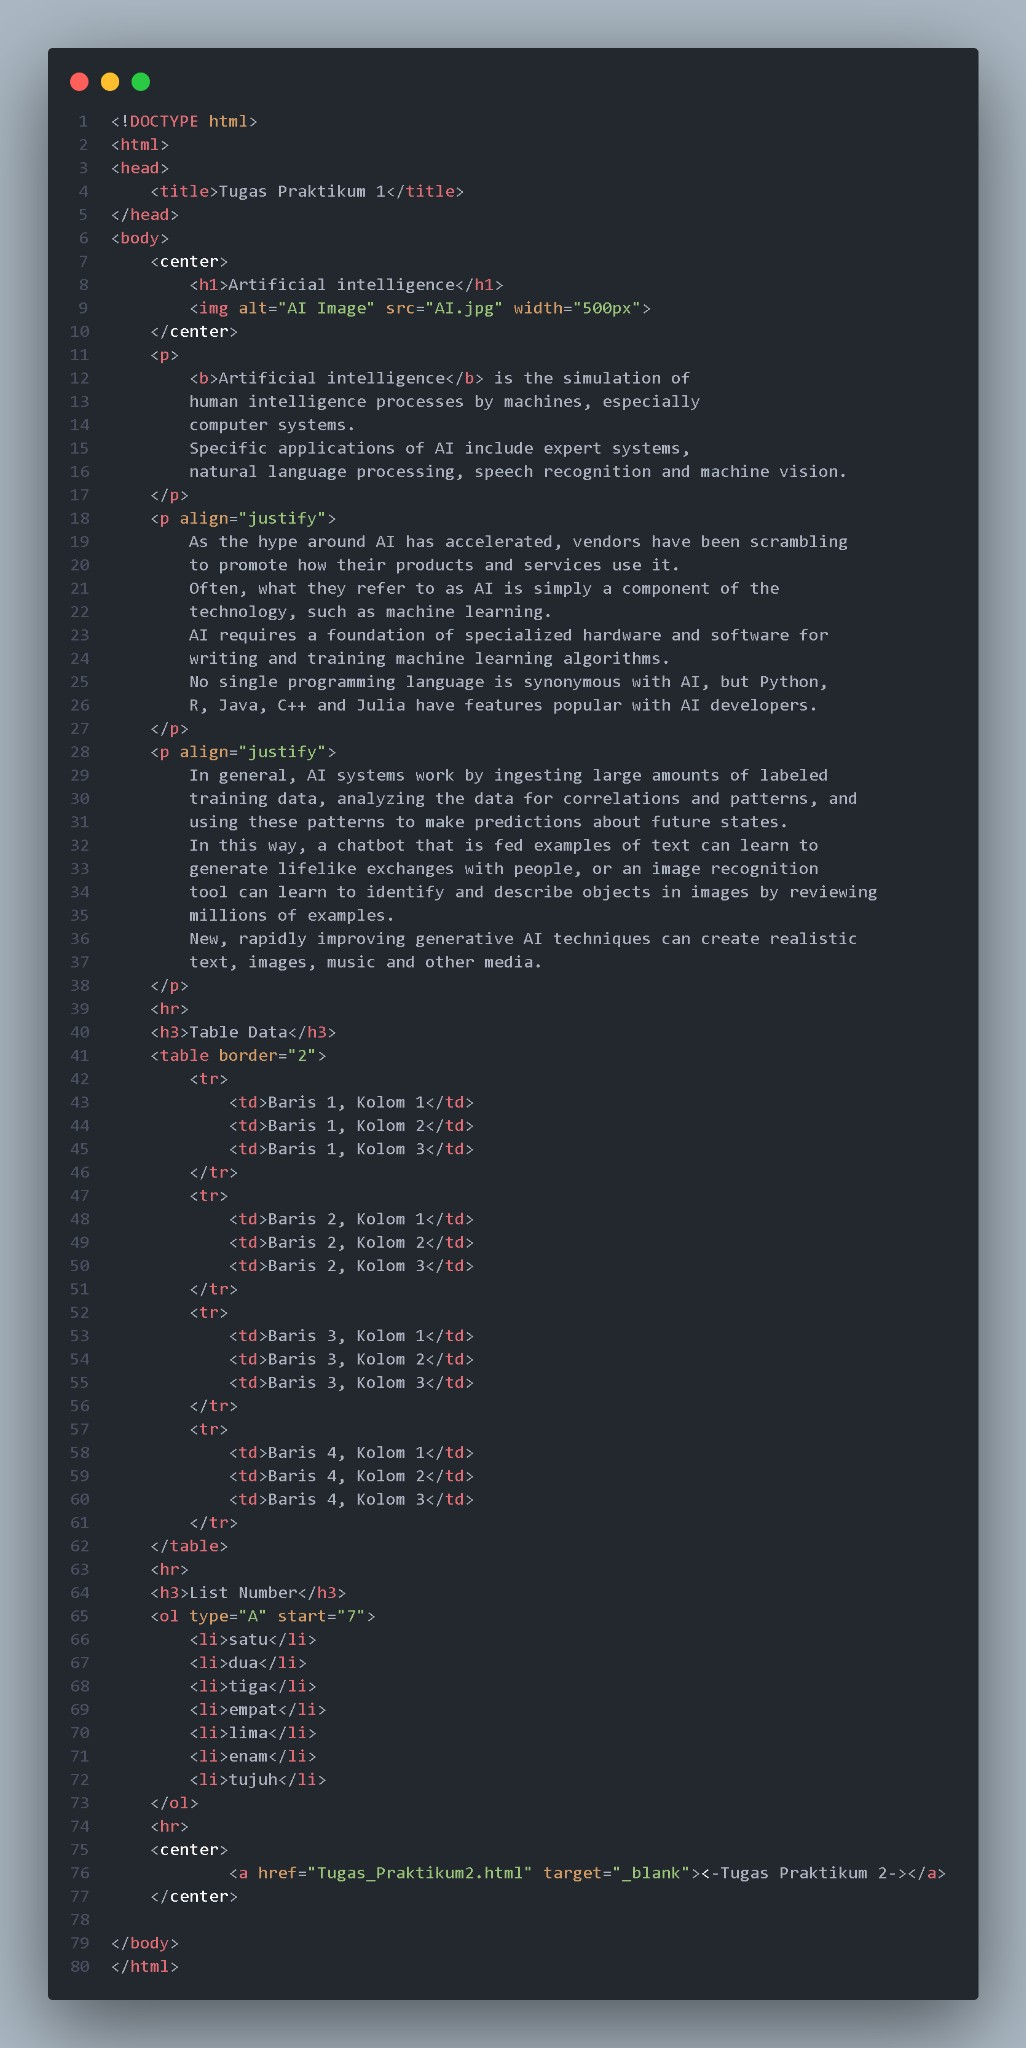 1 <!DOCTYPE html>
2 <html>
3 <head>
4     <title>Tugas Praktikum 1</title>
5 </head>
6 <body>
7     <center>
8         <h1>Artificial intelligence</h1>
9         <img alt="AI Image" src="AI.jpg" width="500px">
10     </center>
11     <p>
12         <b>Artificial intelligence</b> is the simulation of
13         human intelligence processes by machines, especially
14         computer systems.
15         Specific applications of AI include expert systems,
16         natural language processing, speech recognition and machine vision.
17     </p>
18     <p align="justify">
19         As the hype around AI has accelerated, vendors have been scrambling
20         to promote how their products and services use it.
21         Often, what they refer to as AI is simply a component of the
22         technology, such as machine learning.
23         AI requires a foundation of specialized hardware and software for
24         writing and training machine learning algorithms.
25         No single programming language is synonymous with AI, but Python,
26         R, Java, C++ and Julia have features popular with AI developers.
27     </p>
28     <p align="justify">
29         In general, AI systems work by ingesting large amounts of labeled
30         training data, analyzing the data for correlations and patterns, and
31         using these patterns to make predictions about future states.
32         In this way, a chatbot that is fed examples of text can learn to
33         generate lifelike exchanges with people, or an image recognition
34         tool can learn to identify and describe objects in images by reviewing
35         millions of examples.
36         New, rapidly improving generative AI techniques can create realistic
37         text, images, music and other media.
38     </p>
39     <hr>
40     <h3>Table Data</h3>
41     <table border="2">
42         <tr>
43             <td>Baris 1, Kolom 1</td>
44             <td>Baris 1, Kolom 2</td>
45             <td>Baris 1, Kolom 3</td>
46         </tr>
47         <tr>
48             <td>Baris 2, Kolom 1</td>
49             <td>Baris 2, Kolom 2</td>
50             <td>Baris 2, Kolom 3</td>
51         </tr>
52         <tr>
53             <td>Baris 3, Kolom 1</td>
54             <td>Baris 3, Kolom 2</td>
55             <td>Baris 3, Kolom 3</td>
56         </tr>
57         <tr>
58             <td>Baris 4, Kolom 1</td>
59             <td>Baris 4, Kolom 2</td>
60             <td>Baris 4, Kolom 3</td>
61         </tr>
62     </table>
63     <hr>
64     <h3>List Number</h3>
65     <ol type="A" start="7">
66         <li>satu</li>
67         <li>dua</li>
68         <li>tiga</li>
69         <li>empat</li>
70         <li>lima</li>
71         <li>enam</li>
72         <li>tujuh</li>
73     </ol>
74     <hr>
75     <center>
76             <a href="Tugas_Praktikum2.html" target="_blank"><-Tugas Praktikum 2-></a>
77     </center>
78
79 </body>
80 </html>